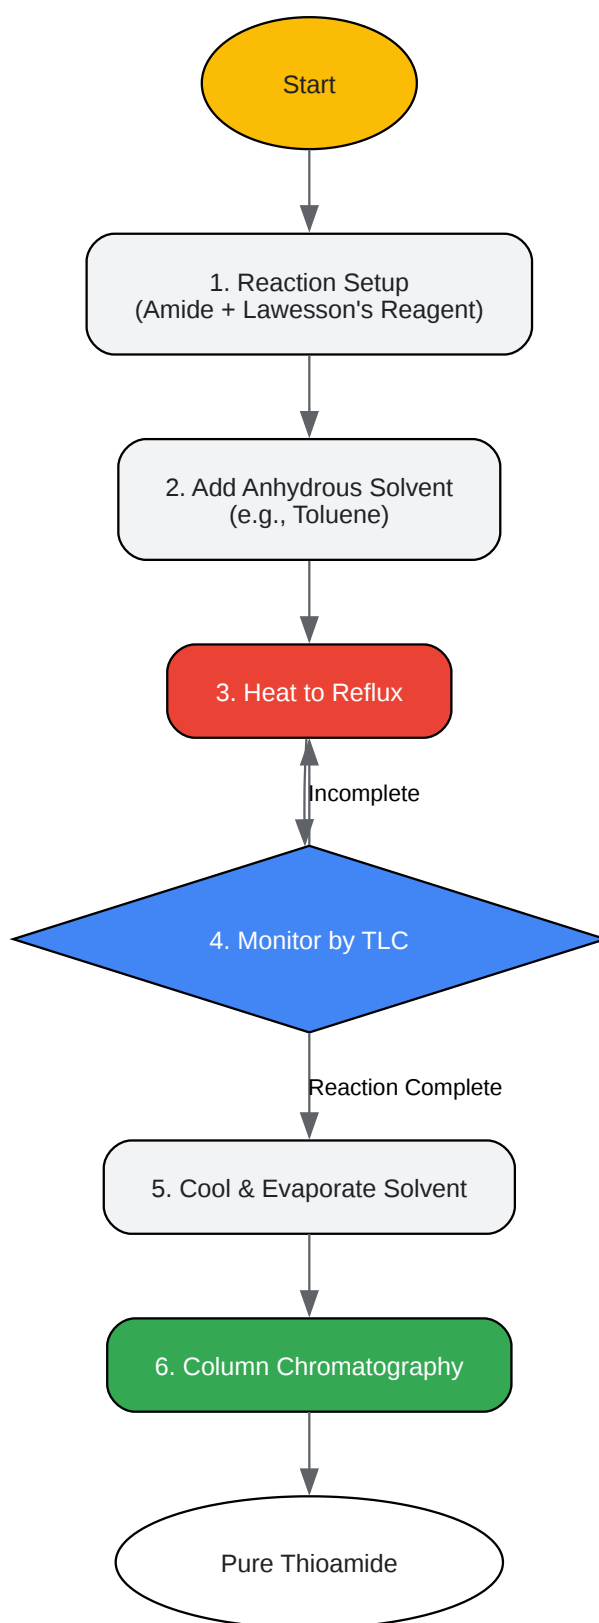 Start
1. Reaction Setup
(Amide + Lawesson's Reagent)
2. Add Anhydrous Solvent
(e.g., Toluene)
3. Heat to Reflux
Incomplete
4. Monitor by TLC
Reaction Complete
5. Cool & Evaporate Solvent
6. Column Chromatography
Pure Thioamide